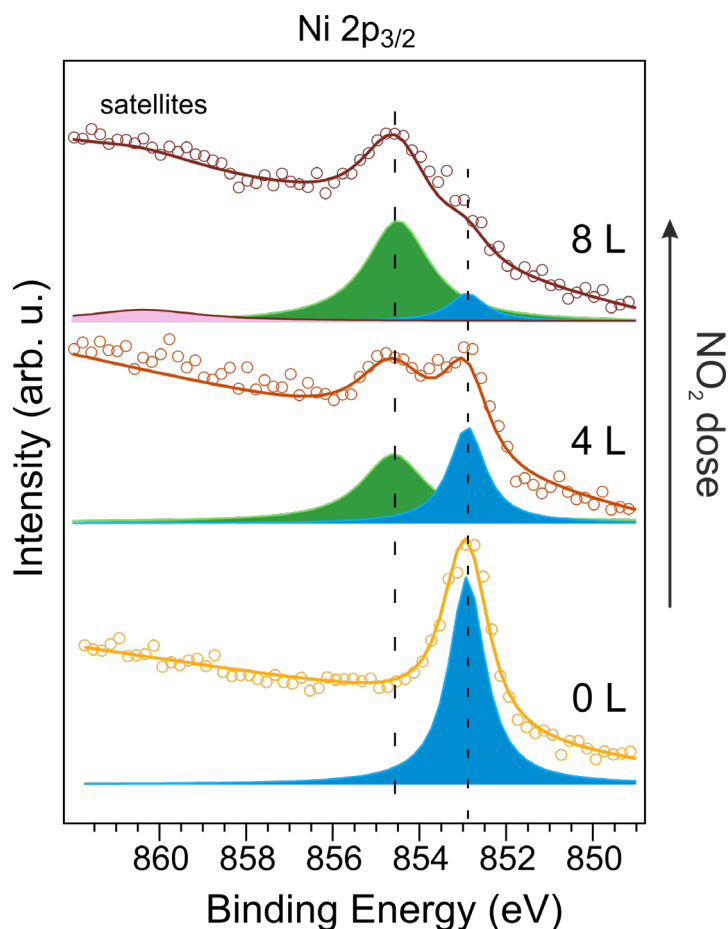 Ni 2p3/2
satellites
8 L
4 L
0 L
NO2 dose
Intensity (arb. u.)
860 858 856 854 852 850
Binding Energy (eV)